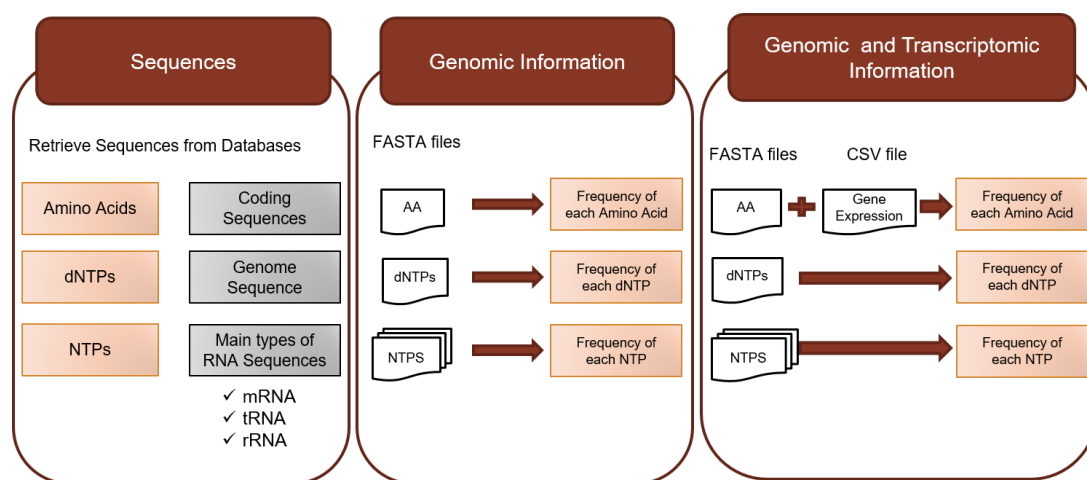 Sequences
Retrieve Sequences from Databases
Amino Acids
Coding
Sequences
dNTPs
Genome
Sequence
NTPs
Main types of
RNA Sequences
✓ mRNA
✓ tRNA
✓ rRNA
Genomic Information
FASTA files
AA
Frequency of
each Amino Acid
dNTPs
Frequency of
each dNTP
NTPS
Frequency of
each NTP
Genomic and Transcriptomic
Information
FASTA files
CSV file
AA
Gene
Expression
Frequency of
each Amino Acid
dNTPs
Frequency of
each dNTP
NTPS
Frequency of
each NTP